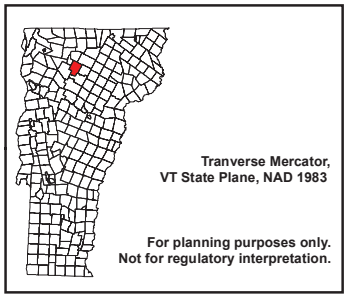 Tranverse Mercator,
VT State Plane, NAD 1983
For planning purposes only.
Not for regulatory interpretation.